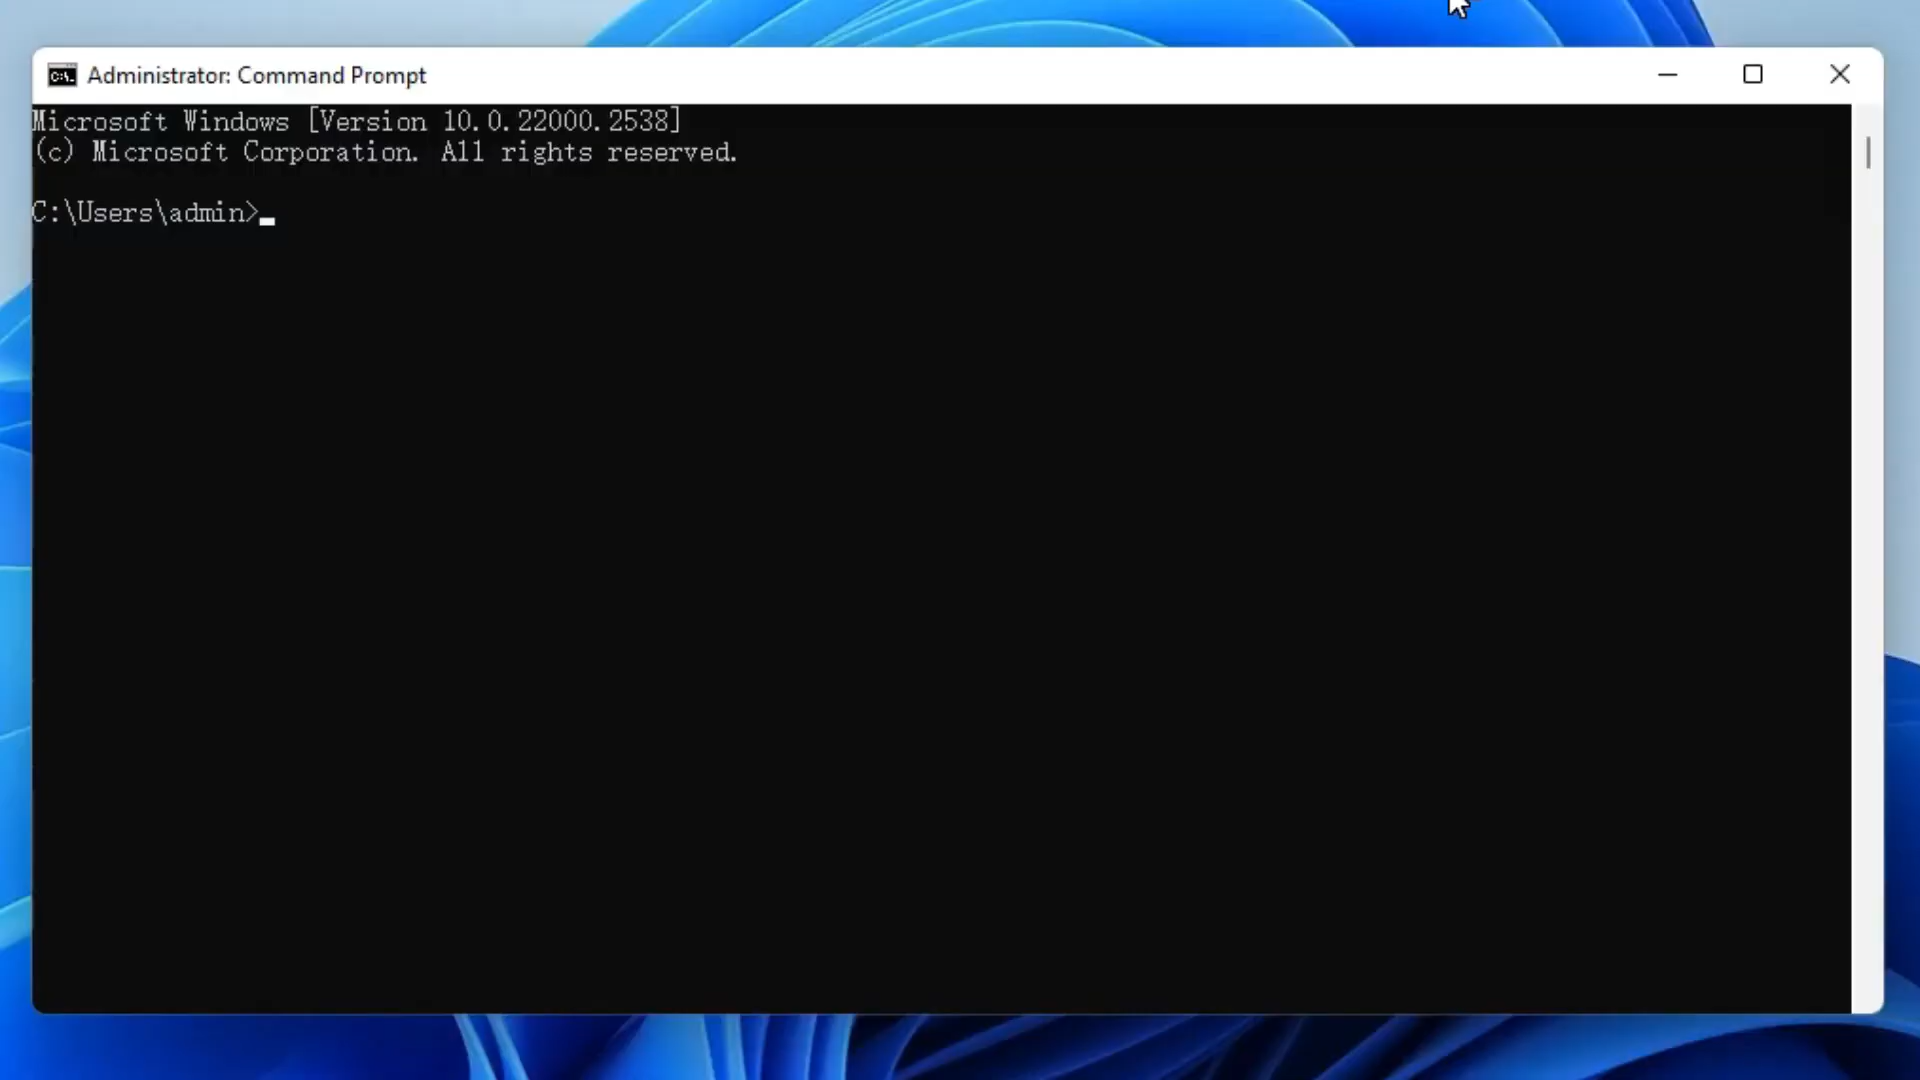 Administrator: Command Prompt
Microsoft Windows [Version 10.0.22000.2538]
(c) Microsoft Corporation. All rights reserved.
C:\Users\admin>